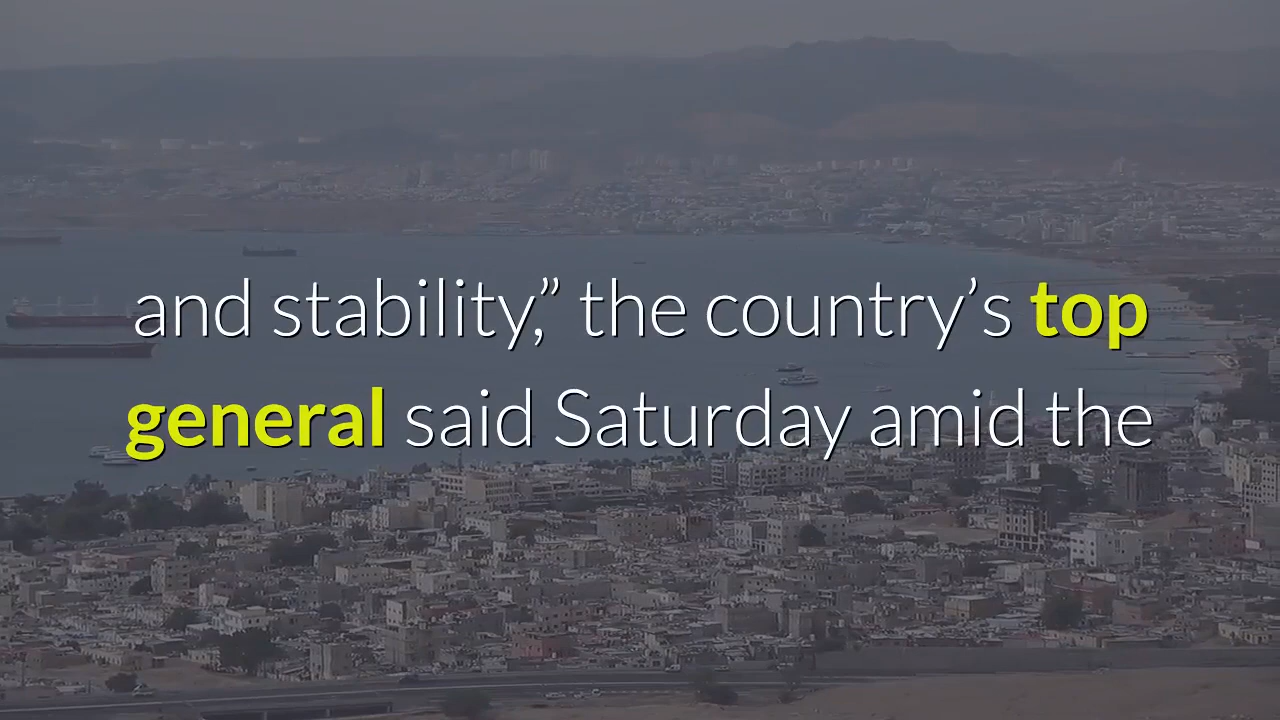 and stability,” the country’s top
general said Saturday amid the